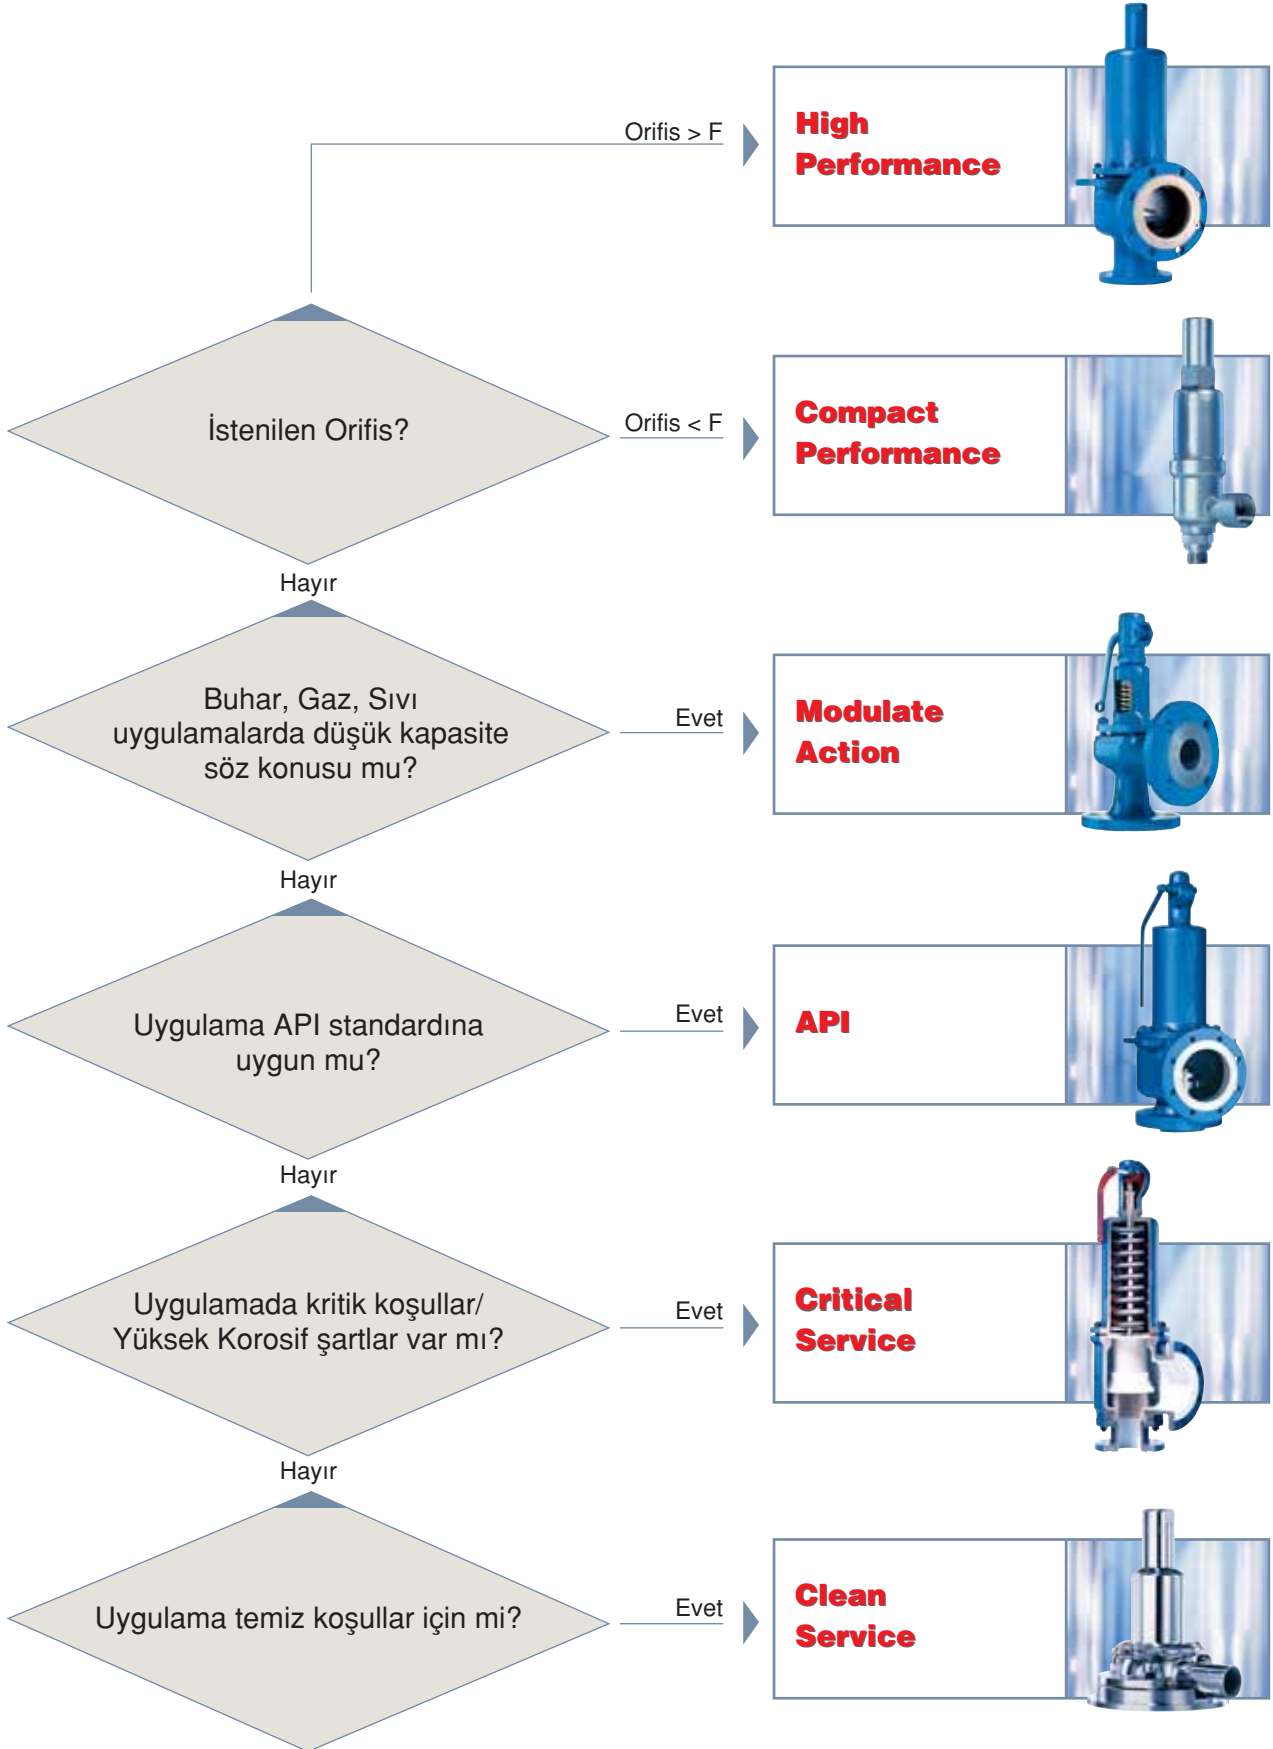 Orifis > F
High
Performance
İstenilen Orifis?
Orifis < F
Compact
Performance
Hayır
Buhar, Gaz, Sıvı
uygulamalarda düşük kapasite
söz konusu mu?
Evet
Modulate
Action
Hayır
Uygulama API standardına
uygun mu?
Evet
API
Hayır
Uygulamada kritik koşullar/
Yüksek Korosif şartlar var mı?
Evet
Critical
Service
Hayır
Uygulama temiz koşullar için mi?
Evet
Clean
Service